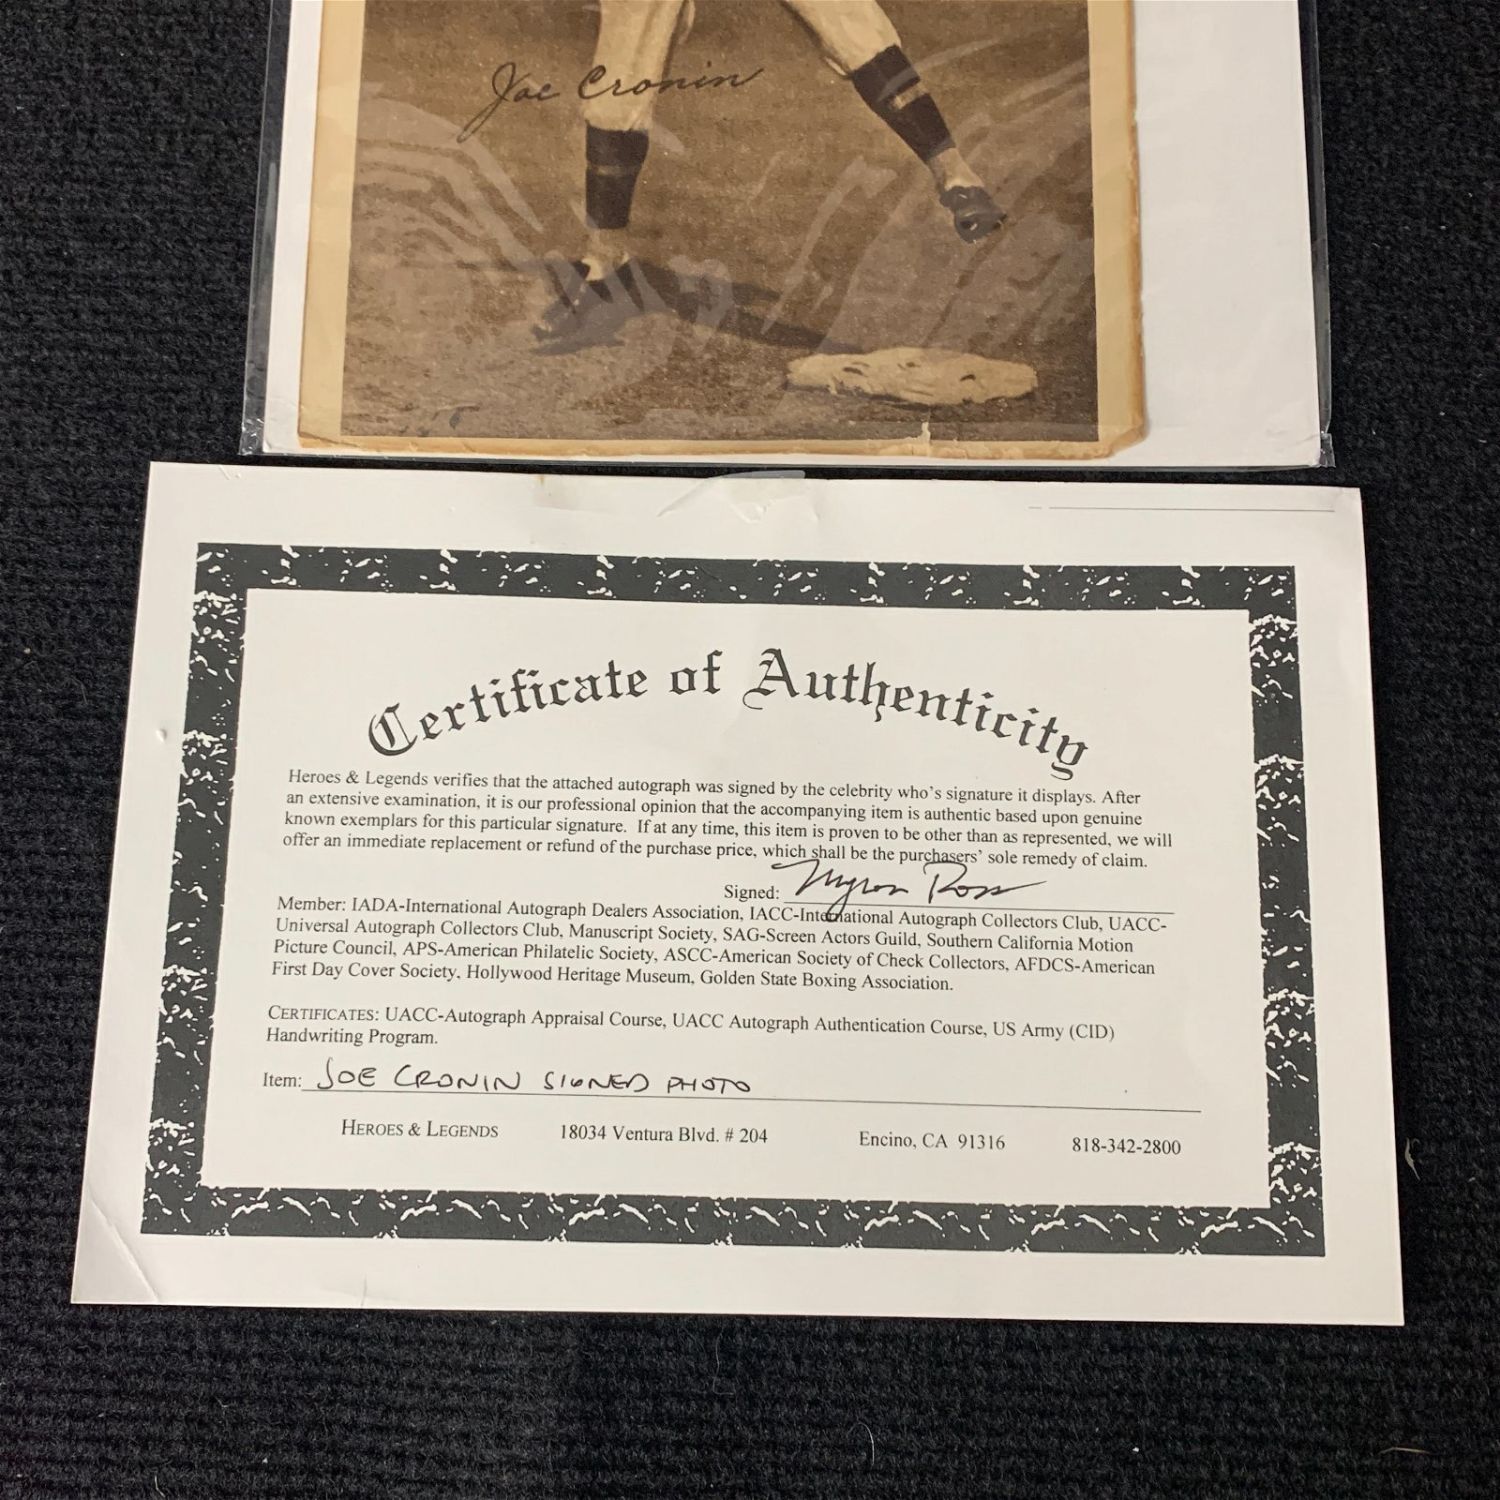 Joe Cronin
Certificate of Authenticity
Heroes & Legends verifies that the attached autograph was signed by the celebrity who's signature it displays. After
an extensive examination, it is our professional opinion that the accompanying item is authentic based upon genuine
known exemplars for this particular signature. If at any time, this item is proven to be other than as represented, we will
offer an immediate replacement or refund of the purchase price, which shall be the purchasers' sole remedy of claim.
Signed: Myron Ross
Member: IADA-International Autograph Dealers Association, IACC-International Autograph Collectors Club, UACC-
Universal Autograph Collectors Club, Manuscript Society, SAG-Screen Actors Guild, Southern California Motion
Picture Council, APS-American Philatelic Society, ASCC-American Society of Check Collectors, AFDCS-American
First Day Cover Society, Hollywood Heritage Museum, Golden State Boxing Association.
CERTIFICATES: UACC-Autograph Appraisal Course, UACC Autograph Authentication Course, US Army (CID)
Handwriting Program.
Item: JOE CRONIN SIGNED PHOTO
HEROES & LEGENDS 18034 Ventura Blvd. # 204 Encino, CA 91316 818-342-2800